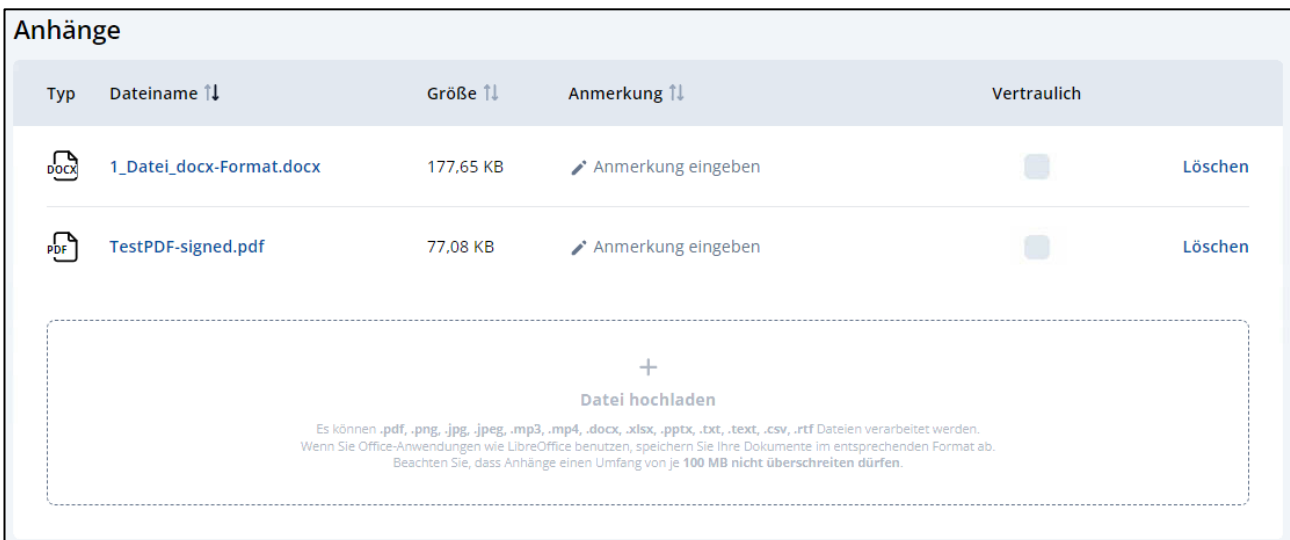 Anhänge
Typ Dateiname Größe Anmerkung Vertraulich
DOCX 1_Datei_docx-Format.docx 177,65 KB Anmerkung eingeben Löschen
PDF TestPDF-signed.pdf 77,08 KB Anmerkung eingeben Löschen
Datei hochladen
Es können .pdf, .png, .jpg, .jpeg, .mp3, .mp4, .docx, .xlsx, .pptx, .txt, .text, .csv, .rtf Dateien verarbeitet werden.
Wenn Sie Office-Anwendungen wie LibreOffice benutzen, speichern Sie Ihre Dokumente im entsprechenden Format ab.
Beachten Sie, dass Anhänge einen Umfang von je 100 MB nicht überschreiten dürfen.